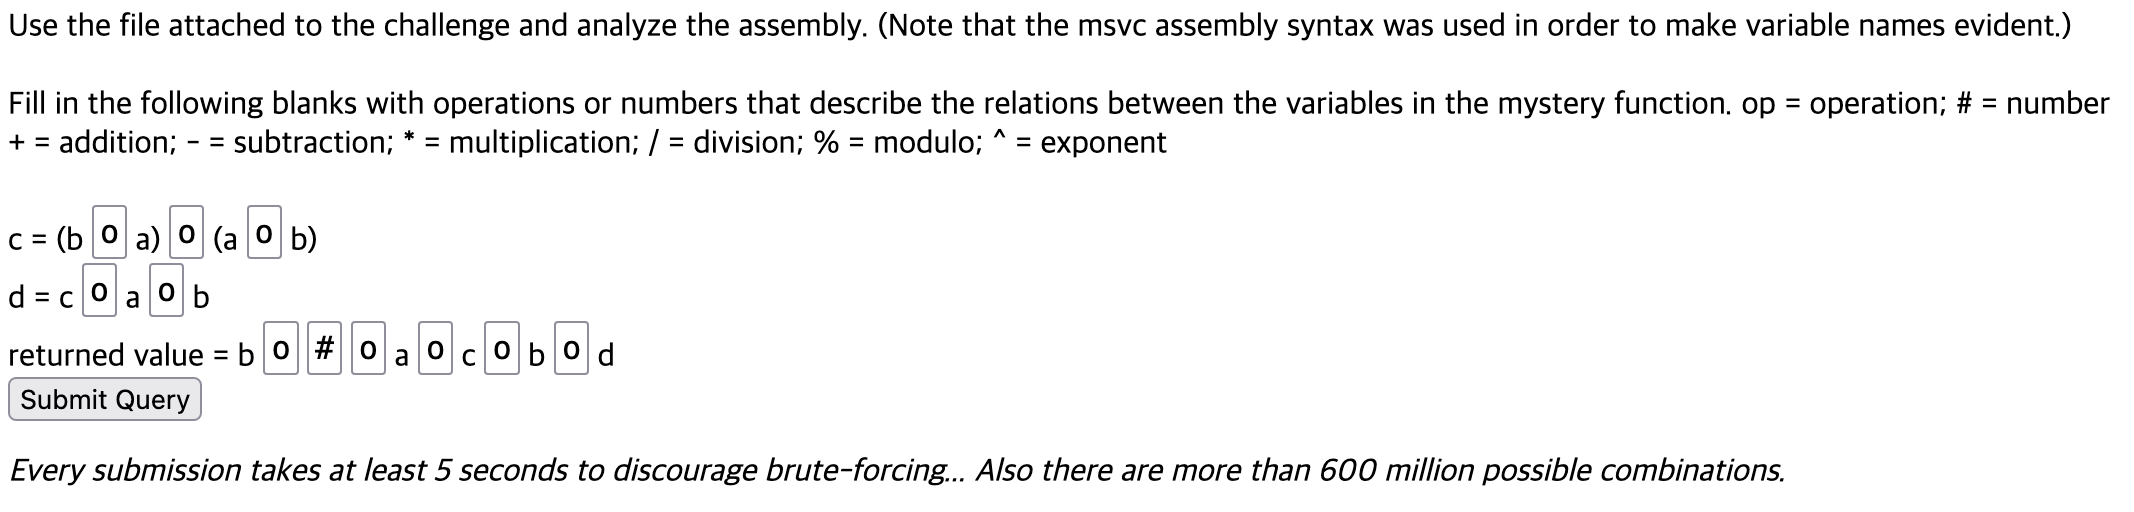 Use the file attached to the challenge and analyze the assembly. (Note that the msvc assembly syntax was used in order to make variable names evident.)
Fill in the following blanks with operations or numbers that describe the relations between the variables in the mystery function. op = operation; # = number
+ = addition; - = subtraction; * = multiplication; / = division; % = modulo; ^ = exponent
c = (b o a) o (a o b)
d = c o a o b
returned value = b o # o a o c o b o d
Submit Query
Every submission takes at least 5 seconds to discourage brute-forcing... Also there are more than 600 million possible combinations.